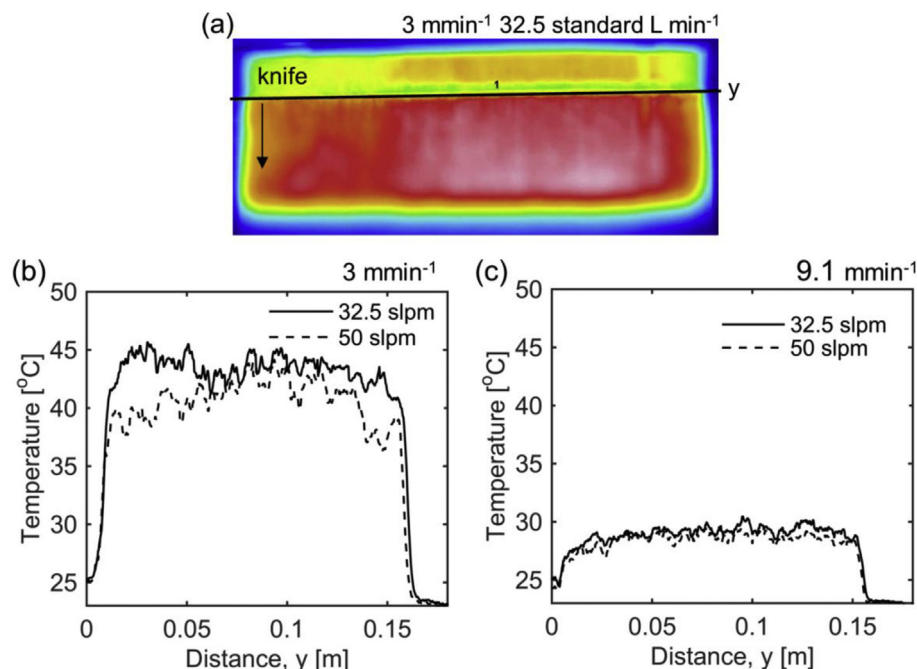 (a) 3 mmin-1 32.5 standard L min-1
knife
1
y
(b) 3 mmin-1
50
45
40
35
30
25
Temperature [°C]
32.5 slpm
50 slpm
0 0.05 0.1 0.15
Distance, y [m]
(c) 9.1 mmin-1
50
45
40
35
30
25
Temperature [°C]
32.5 slpm
50 slpm
0 0.05 0.1 0.15
Distance, y [m]